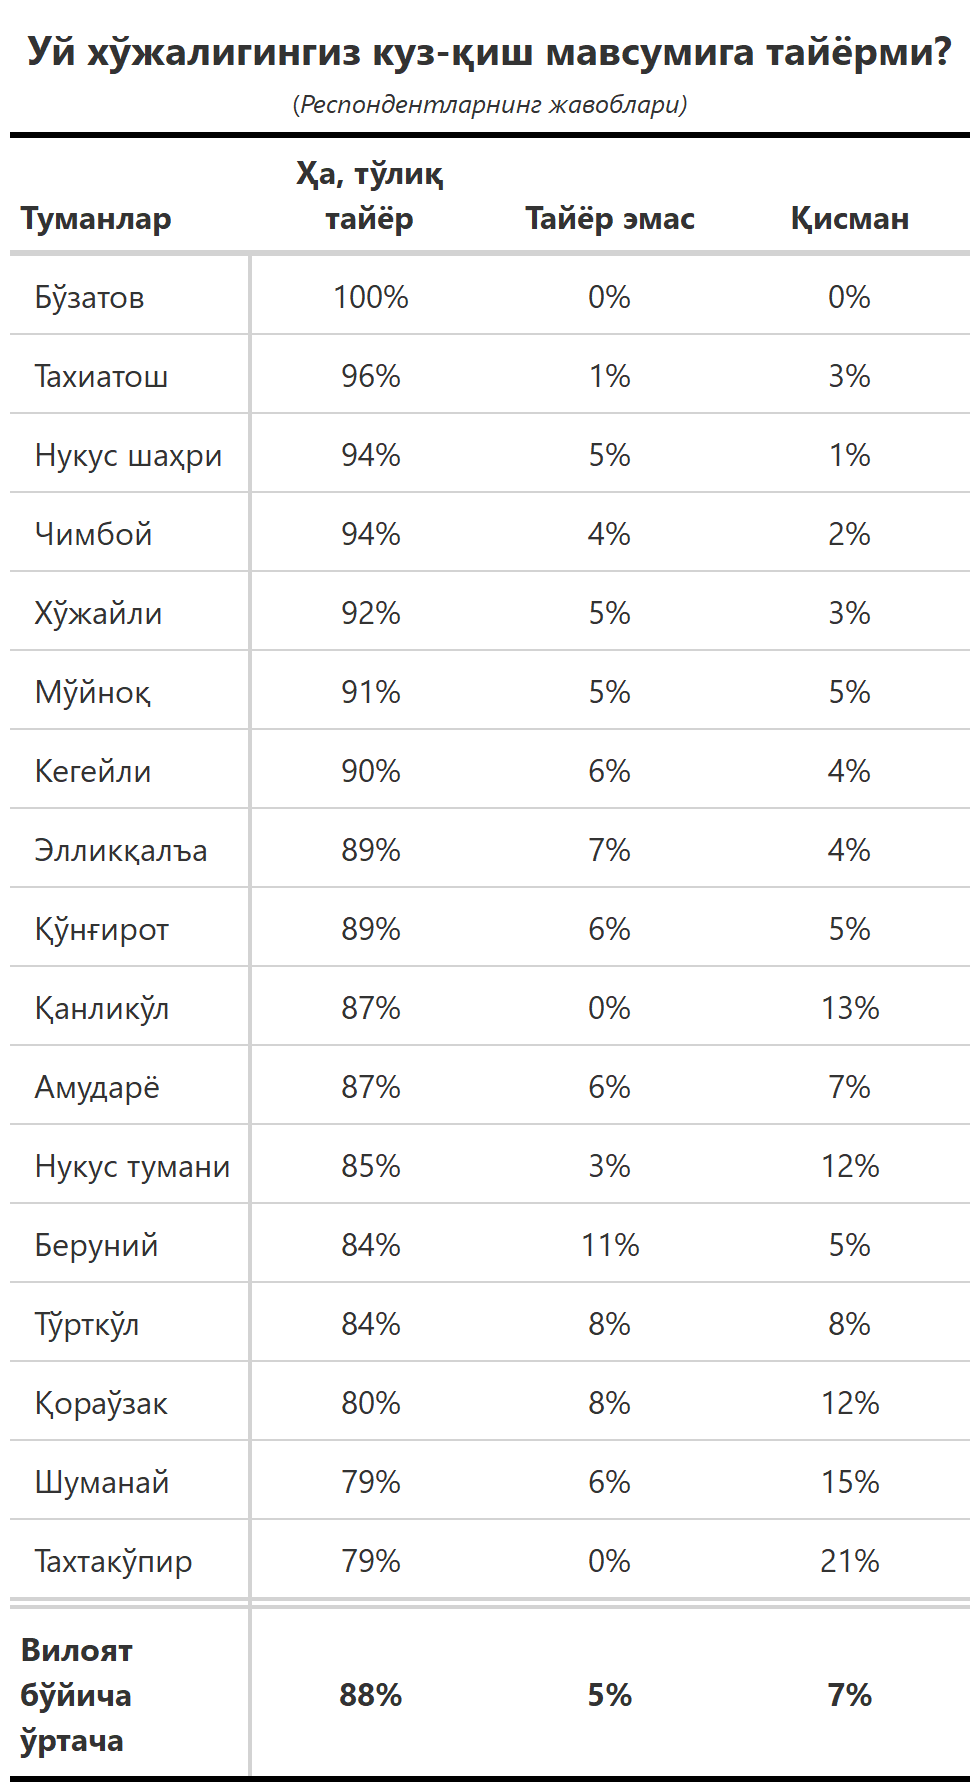 Уй хўжалигингиз куз-қиш мавсумига тайёрми?
(Респондентларнинг жавоблари)
Туманлар Ҳа, тўлиқ тайёр Тайёр эмас Қисман
Бўзатов 100% 0% 0%
Тахиатош 96% 1% 3%
Нукус шаҳри 94% 5% 1%
Чимбой 94% 4% 2%
Хўжайли 92% 5% 3%
Мўйноқ 91% 5% 5%
Кегейли 90% 6% 4%
Элликқалъа 89% 7% 4%
Қўнғирот 89% 6% 5%
Қанликўл 87% 0% 13%
Амударё 87% 6% 7%
Нукус тумани 85% 3% 12%
Беруний 84% 11% 5%
Тўрткўл 84% 8% 8%
Қораўзак 80% 8% 12%
Шуманай 79% 6% 15%
Тахтакўпир 79% 0% 21%
Вилоят бўйича ўртача 88% 5% 7%